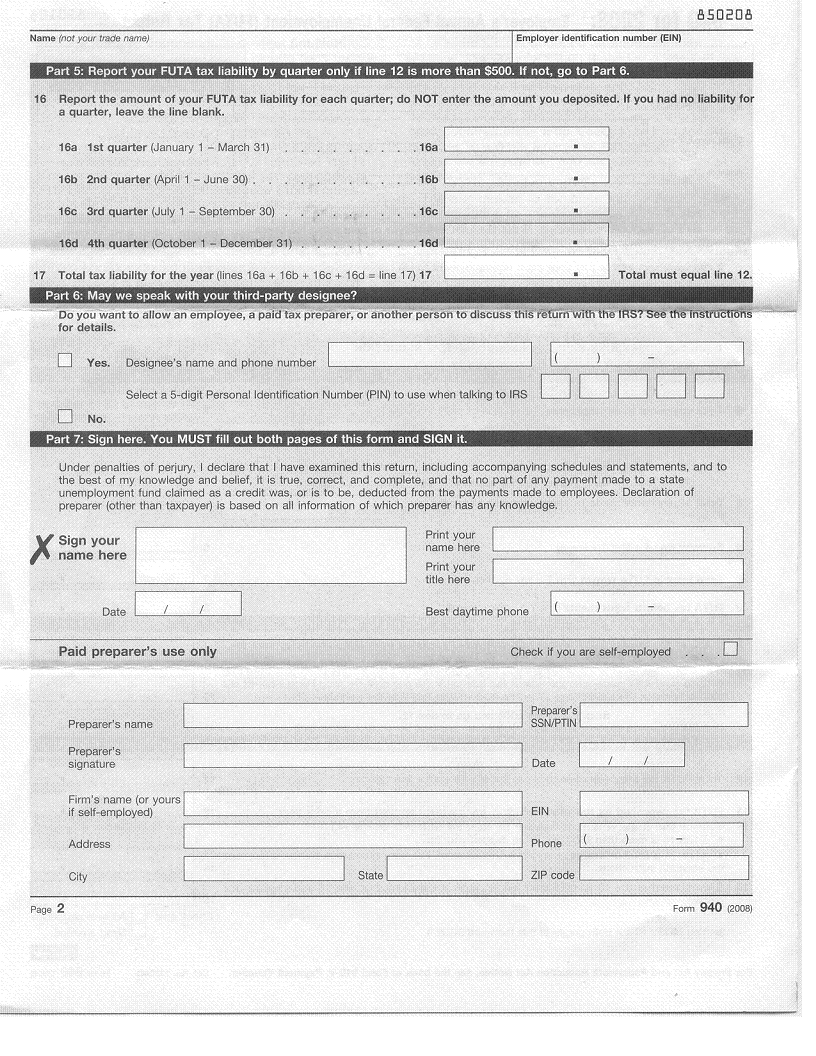 850208
Name (not your trade name) Employer identification number (EIN)
Part 5: Report your FUTA tax liability by quarter only if line 12 is more than $500. If not, go to Part 6.
16 Report the amount of your FUTA tax liability for each quarter; do NOT enter the amount you deposited. If you had no liability for
a quarter, leave the line blank.
16a 1st quarter (January 1 – March 31) . . . . . . . . . 16a .
16b 2nd quarter (April 1 – June 30) . . . . . . . . . . . 16b .
16c 3rd quarter (July 1 – September 30) . . . . . . . . . 16c .
16d 4th quarter (October 1 – December 31) . . . . . . . . 16d .
17 Total tax liability for the year (lines 16a + 16b + 16c + 16d = line 17) 17 . Total must equal line 12.
Part 6: May we speak with your third-party designee?
Do you want to allow an employee, a paid tax preparer, or another person to discuss this return with the IRS? See the instructions
for details.
Yes. Designee's name and phone number ( ) –
Select a 5-digit Personal Identification Number (PIN) to use when talking to IRS
No.
Part 7: Sign here. You MUST fill out both pages of this form and SIGN it.
Under penalties of perjury, I declare that I have examined this return, including accompanying schedules and statements, and to
the best of my knowledge and belief, it is true, correct, and complete, and that no part of any payment made to a state
unemployment fund claimed as a credit was, or is to be, deducted from the payments made to employees. Declaration of
preparer (other than taxpayer) is based on all information of which preparer has any knowledge.
✗ Sign your
name here
Print your
name here
Print your
title here
Date / /
Best daytime phone ( ) –
Paid preparer's use only Check if you are self-employed . . .
Preparer's name
Preparer's
SSN/PTIN
Preparer's
signature
Date / /
Firm's name (or yours
if self-employed)
EIN
Address
Phone ( ) –
City State ZIP code
Page 2 Form 940 (2008)